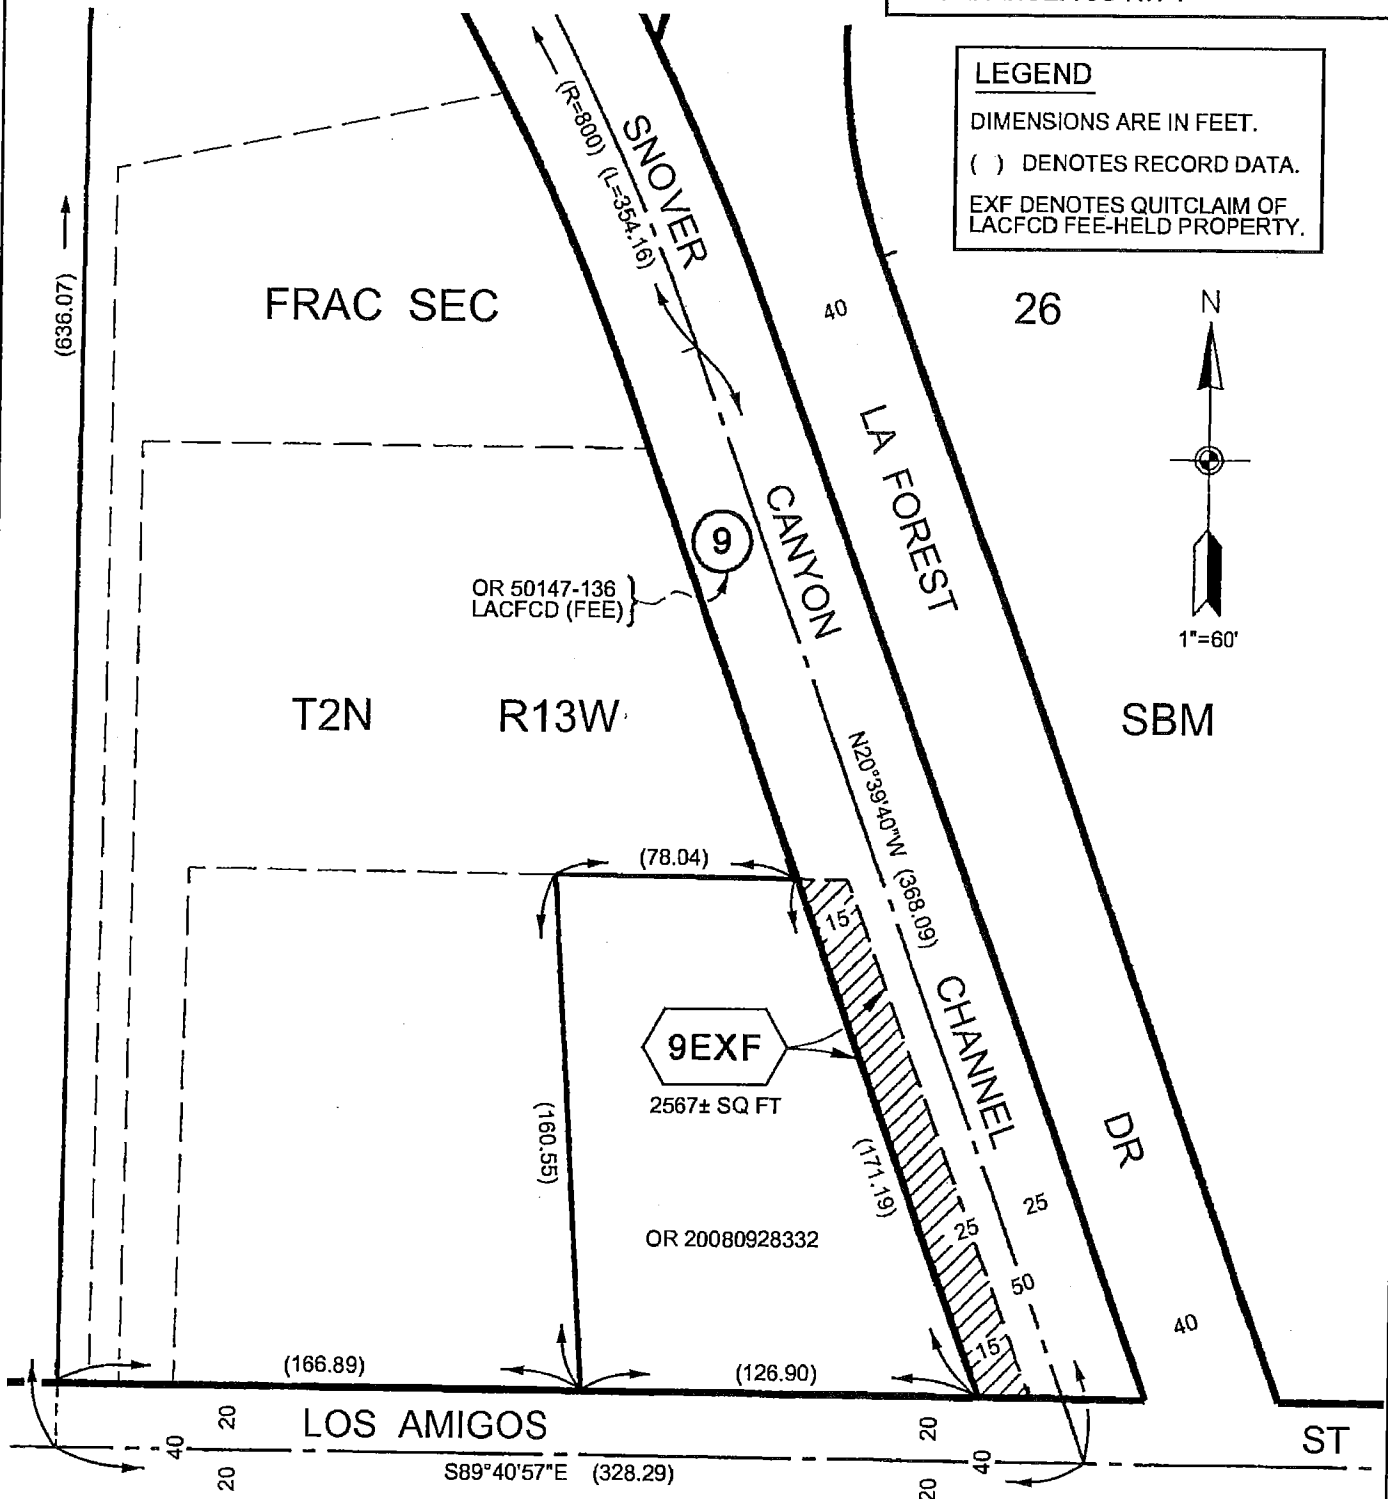 LEGEND
DIMENSIONS ARE IN FEET.
( ) DENOTES RECORD DATA.
EXF DENOTES QUITCLAIM OF
LACFCD FEE-HELD PROPERTY.
(R=800) (L=354.16)
SNOVER
(636.07)
FRAC SEC
40
26
N
LA FOREST
CANYON
9
OR 50147-136
LACFCD (FEE)
1"=60'
T2N R13W
SBM
N20°39'40"W (368.09)
(78.04)
15
CHANNEL
9EXF
2567± SQ FT
(160.55)
(171.19)
DR
25
25
OR 20080928332
50
40
15
(166.89)
(126.90)
20
LOS AMIGOS
20
ST
40
40
S89°40'57"E (328.29)
20
20